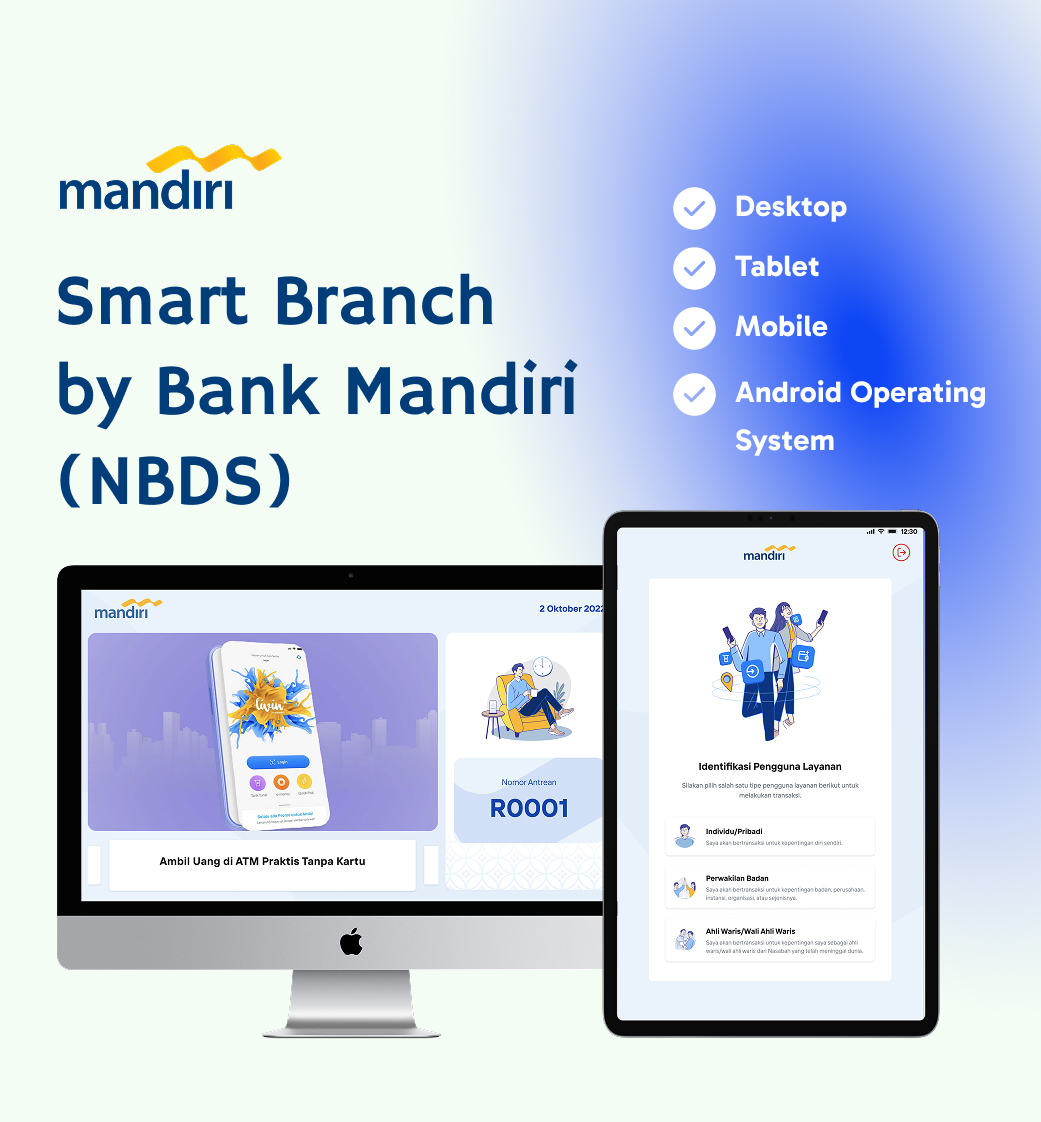 mandiri
Smart Branch
by Bank Mandiri
(NBDS)
Desktop
Tablet
Mobile
Android Operating
System
mandiri
2 Oktober 2022
livin'
Login
Nomor Antrean
R0001
Ambil Uang di ATM Praktis Tanpa Kartu
12:30
mandiri
Identifikasi Pengguna Layanan
Silakan pilih salah satu tipe pengguna layanan berikut untuk
melakukan transaksi.
Individu/Pribadi
Saya akan bertransaksi untuk kepentingan diri sendiri.
Perwakilan Badan
Saya akan bertransaksi untuk kepentingan badan, perusahaan,
instansi, organisasi, atau sejenisnya.
Ahli Waris/Wali Ahli Waris
Saya akan bertransaksi untuk kepentingan saya sebagai ahli
waris/wali ahli waris dari Nasabah yang telah meninggal dunia.